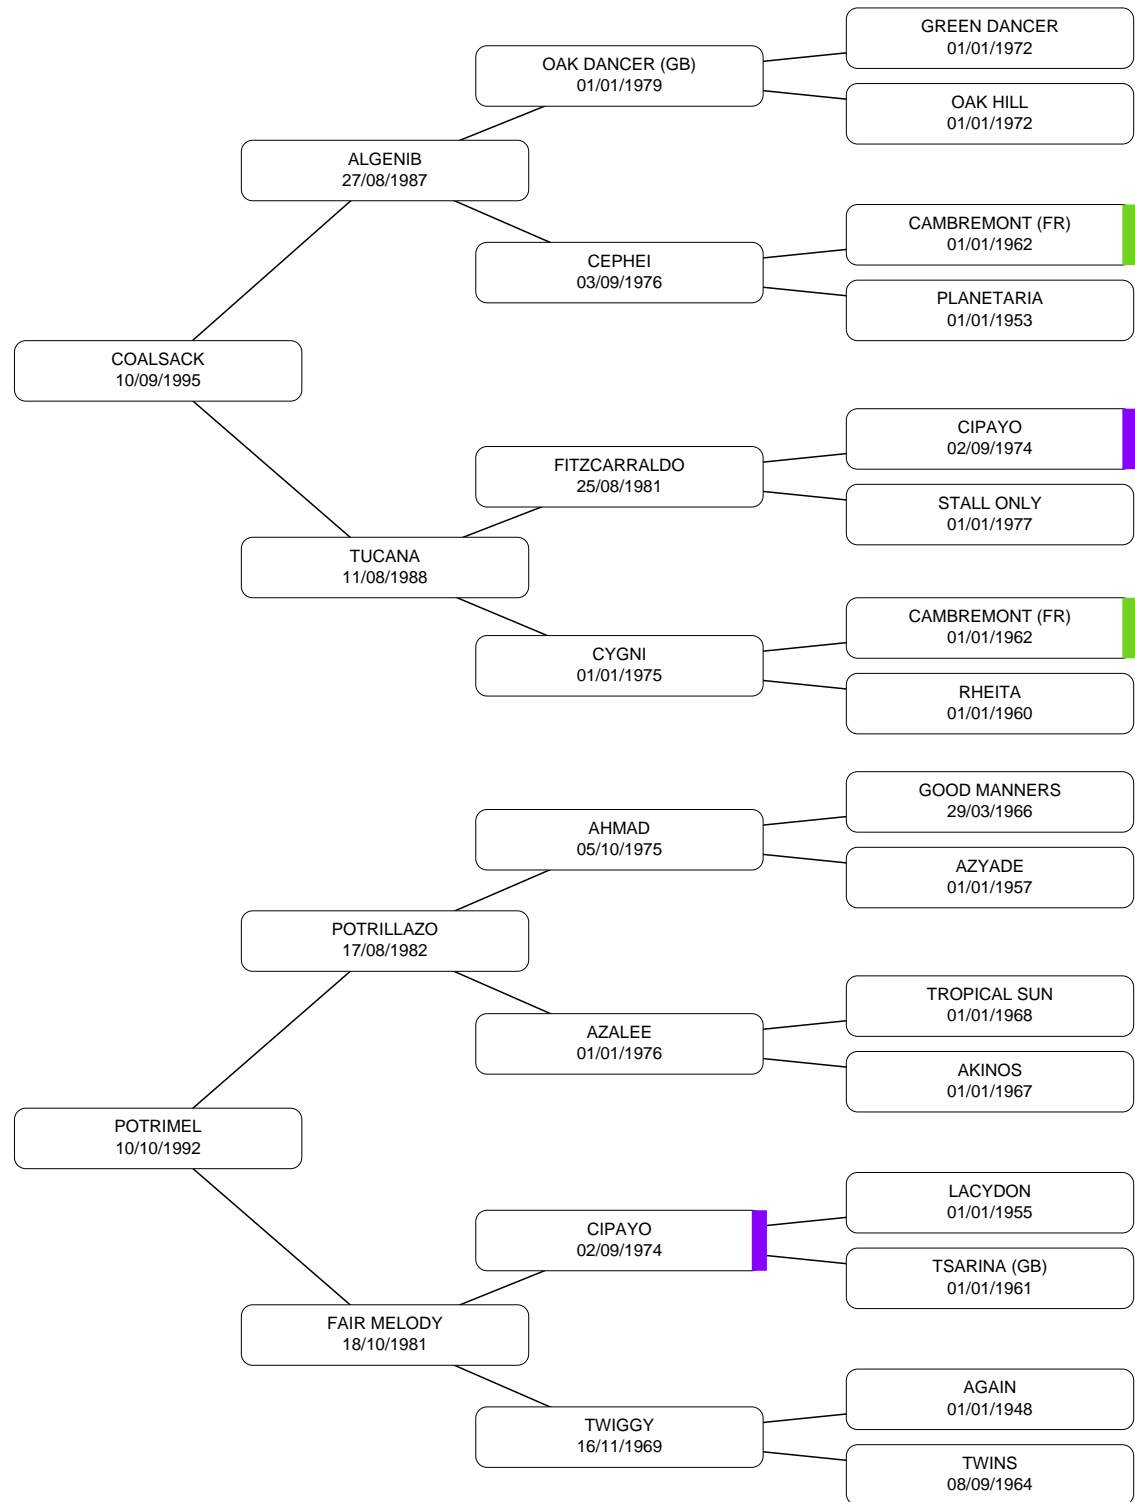 GREEN DANCER
01/01/1972
OAK DANCER (GB)
01/01/1979
OAK HILL
01/01/1972
ALGENIB
27/08/1987
CAMBREMONT (FR)
01/01/1962
CEPHEI
03/09/1976
PLANETARIA
01/01/1953
COALSACK
10/09/1995
CIPAYO
02/09/1974
FITZCARRALDO
25/08/1981
STALL ONLY
01/01/1977
TUCANA
11/08/1988
CAMBREMONT (FR)
01/01/1962
CYGNI
01/01/1975
RHEITA
01/01/1960
GOOD MANNERS
29/03/1966
AHMAD
05/10/1975
AZYADE
01/01/1957
POTRILLAZO
17/08/1982
TROPICAL SUN
01/01/1968
AZALEE
01/01/1976
AKINOS
01/01/1967
POTRIMEL
10/10/1992
LACYDON
01/01/1955
CIPAYO
02/09/1974
TSARINA (GB)
01/01/1961
FAIR MELODY
18/10/1981
AGAIN
01/01/1948
TWIGGY
16/11/1969
TWINS
08/09/1964